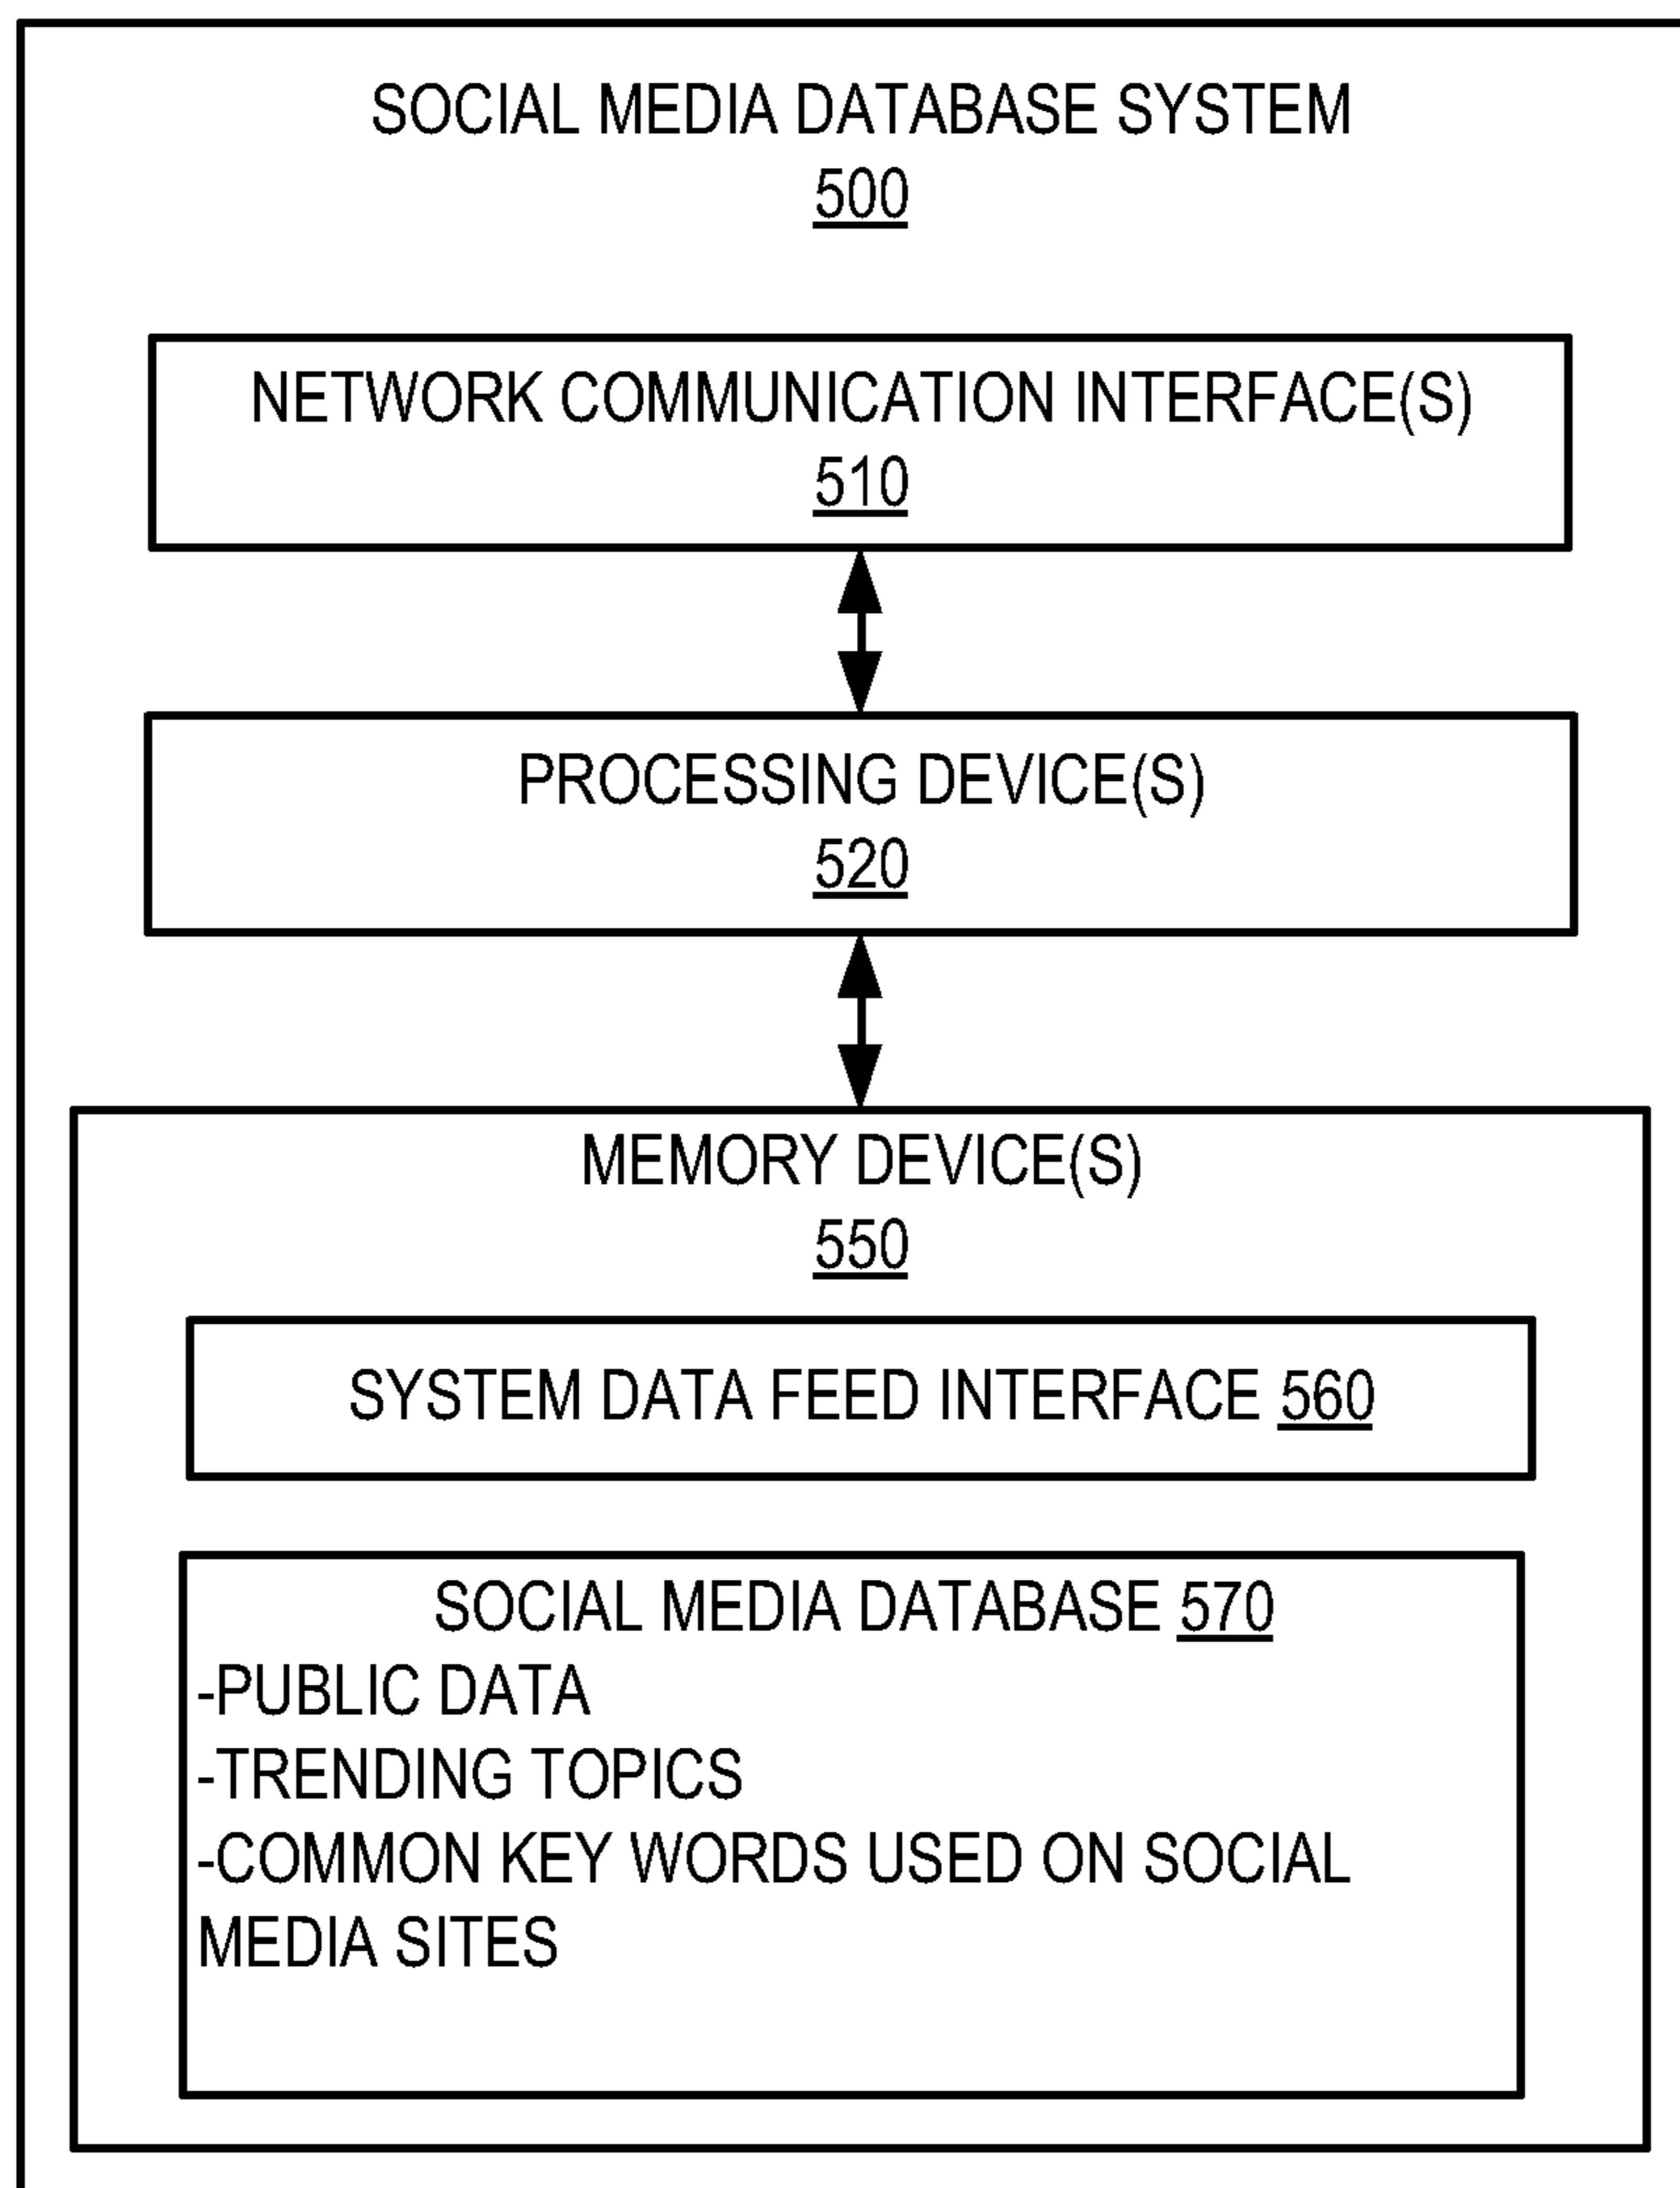 SOCIAL MEDIA DATABASE SYSTEM
500
NETWORK COMMUNICATION INTERFACE(S)
510
PROCESSING DEVICE(S)
520
MEMORY DEVICE(S)
550
SYSTEM DATA FEED INTERFACE 560
SOCIAL MEDIA DATABASE 570
-PUBLIC DATA
-TRENDING TOPICS
-COMMON KEY WORDS USED ON SOCIAL
MEDIA SITES